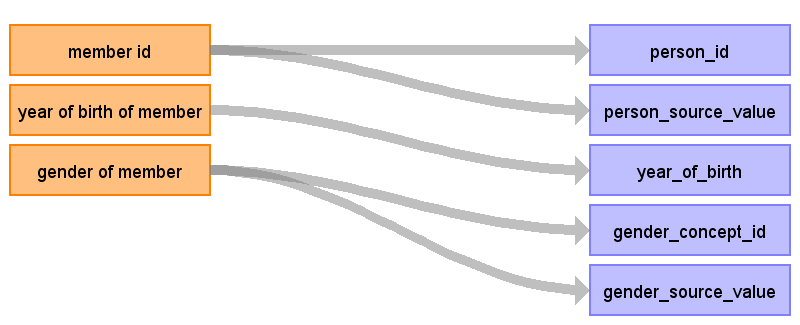 member id
person_id
year of birth of member
person_source_value
gender of member
year_of_birth
gender_concept_id
gender_source_value